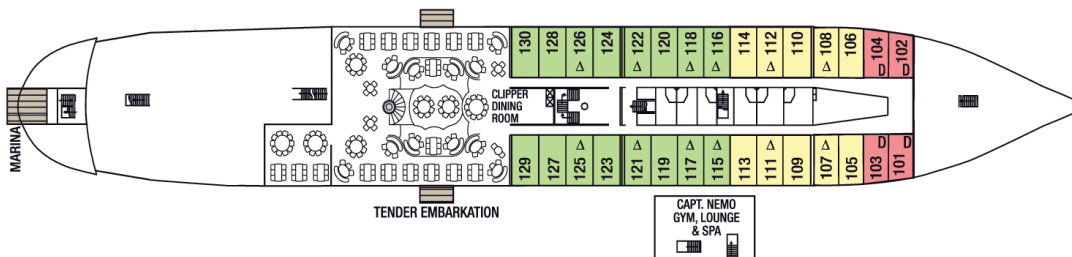 130 128 126 124 122 120 118 116 114 112 110 108 106 104 102
Δ Δ Δ Δ Δ Δ D D
MARINA
CLIPPER
DINING
ROOM
129 127 125 123 121 119 117 115 113 111 109 107 105 103 101
Δ Δ Δ Δ Δ Δ D D
TENDER EMBARKATION
CAPT. NEMO
GYM, LOUNGE
& SPA